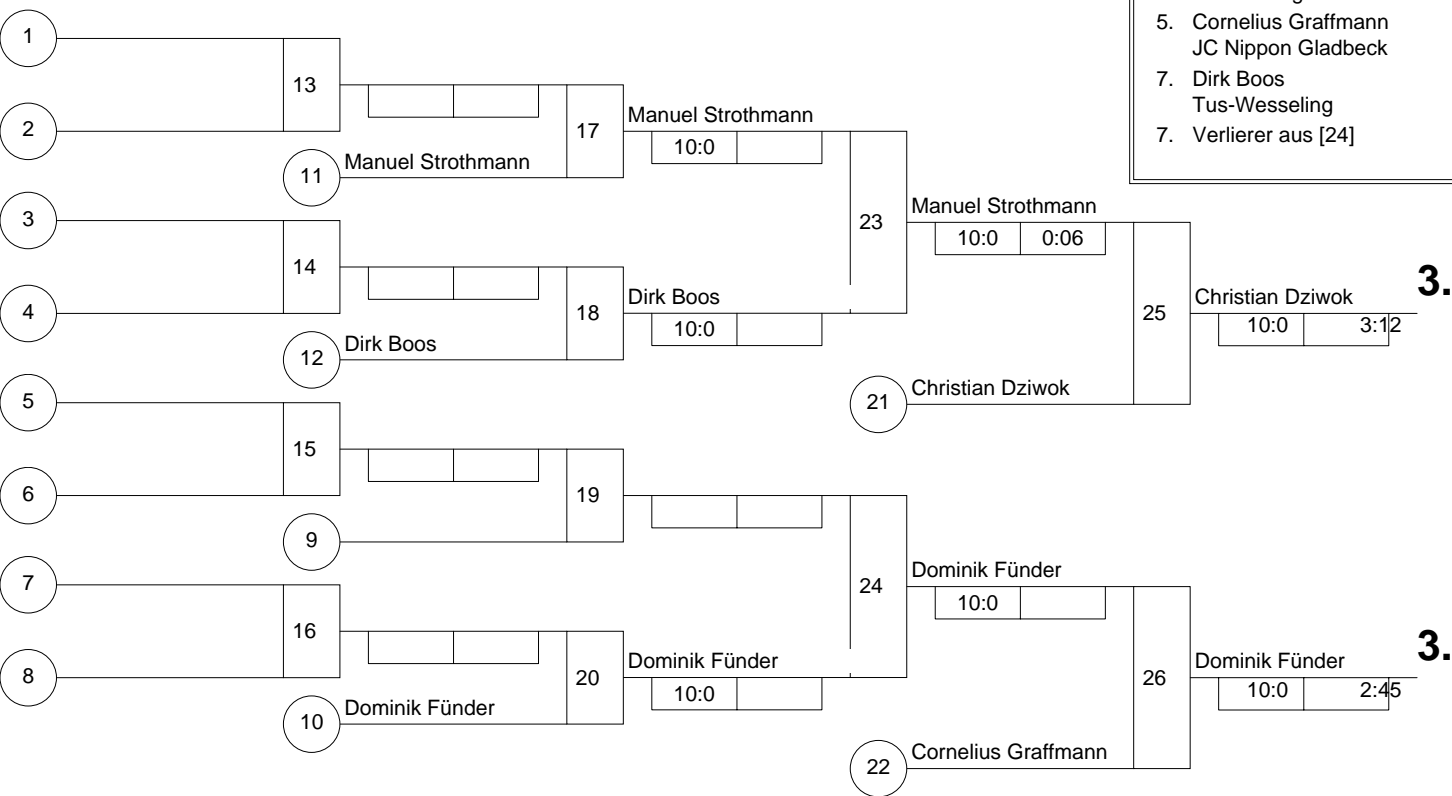 5. Cornelius Graffmann
JC Nippon Gladbeck
7. Dirk Boos
Tus-Wesseling
7. Verlierer aus [24]
1
13
2
17
Manuel Strothmann
10:0
11
Manuel Strothmann
3
23
Manuel Strothmann
10:0 0:06
14
4
18
Dirk Boos
10:0
12
Dirk Boos
25
Christian Dziwok
10:0 3:12
3.
5
21
Christian Dziwok
15
6
19
9
7
24
Dominik Fünder
10:0
16
8
20
Dominik Fünder
10:0
10
Dominik Fünder
26
Dominik Fünder
10:0 2:45
3.
22
Cornelius Graffmann